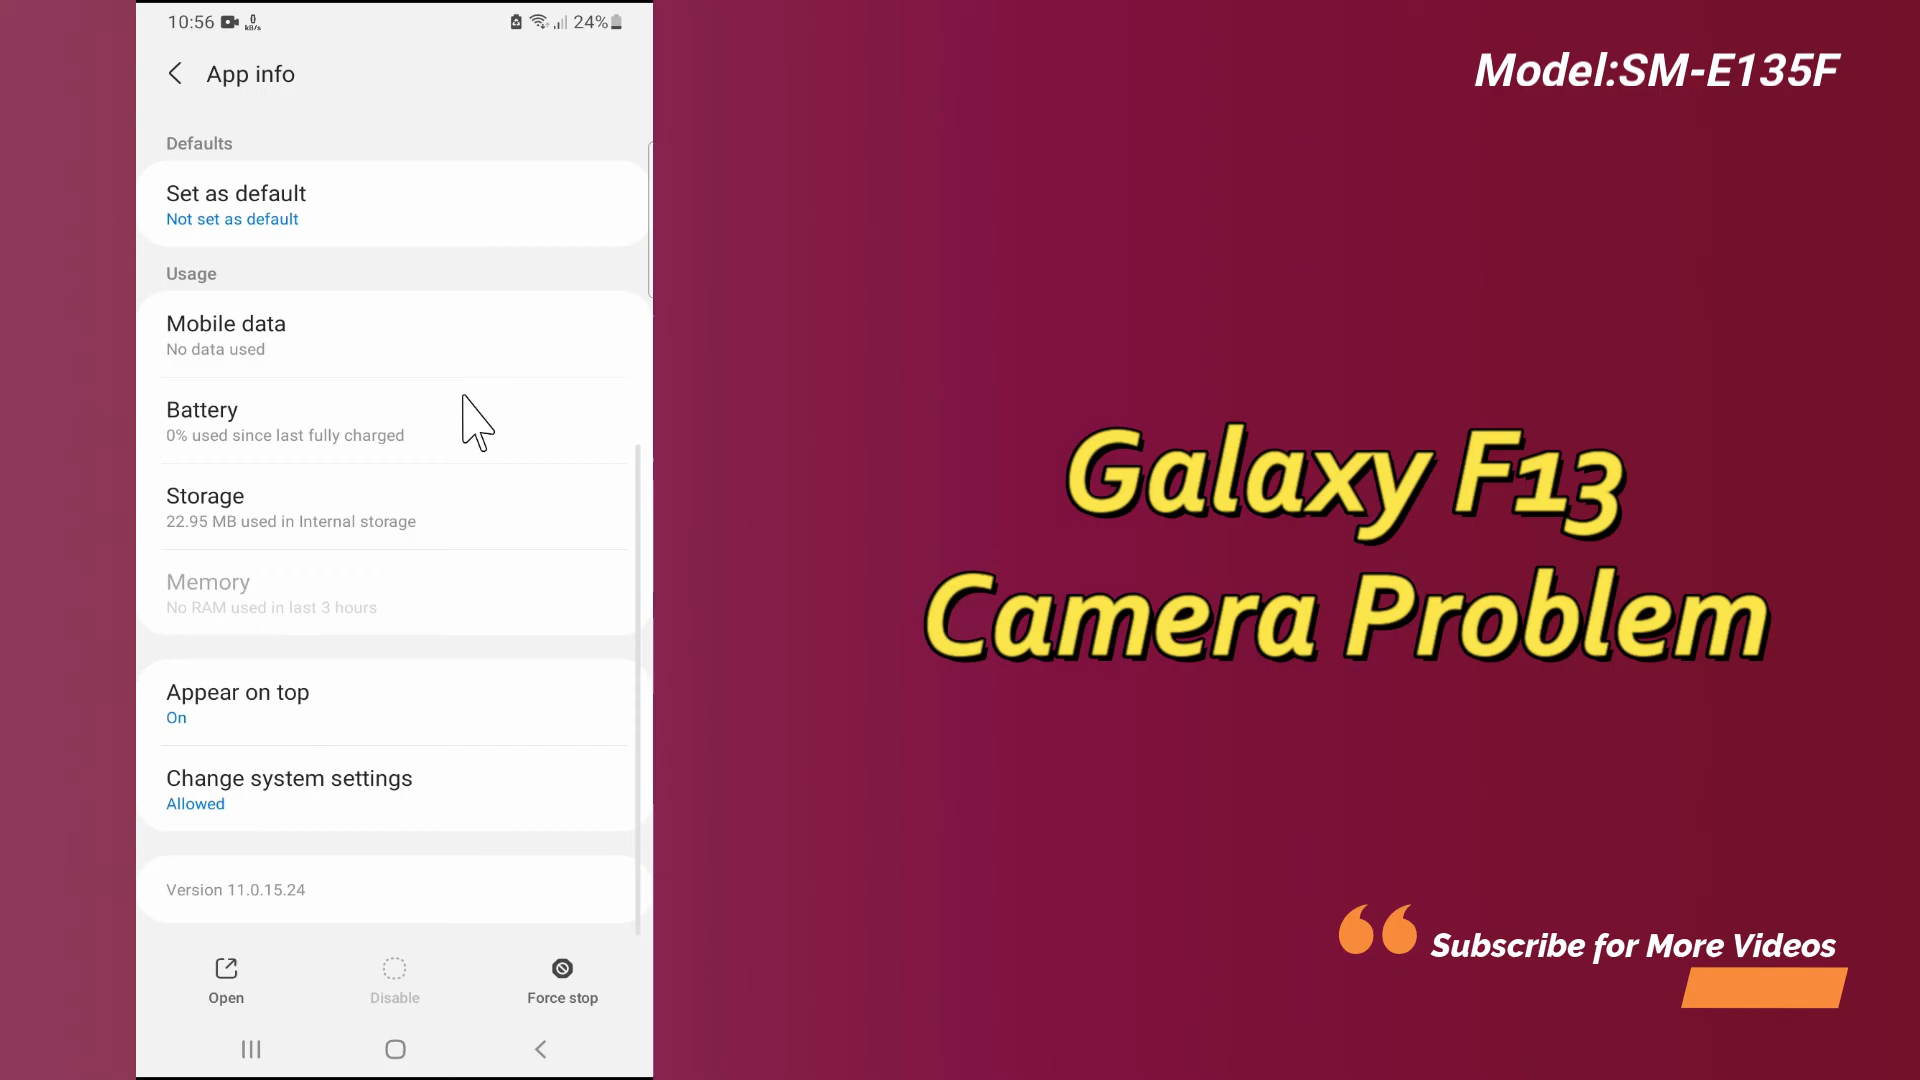 10:56
0 kB/s
24%
App info
Defaults
Set as default
Not set as default
Usage
Mobile data
No data used
Battery
0% used since last fully charged
Storage
22.95 MB used in Internal storage
Memory
No RAM used in last 3 hours
Appear on top
On
Change system settings
Allowed
Version 11.0.15.24
Open
Disable
Force stop
Model:SM-E135F
Galaxy F13
Camera Problem
Subscribe for More Videos